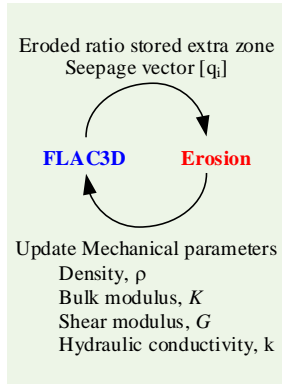 Eroded ratio stored extra zone
Seepage vector [qi]
FLAC3D Erosion
Update Mechanical parameters
Density, ρ
Bulk modulus, K
Shear modulus, G
Hydraulic conductivity, k